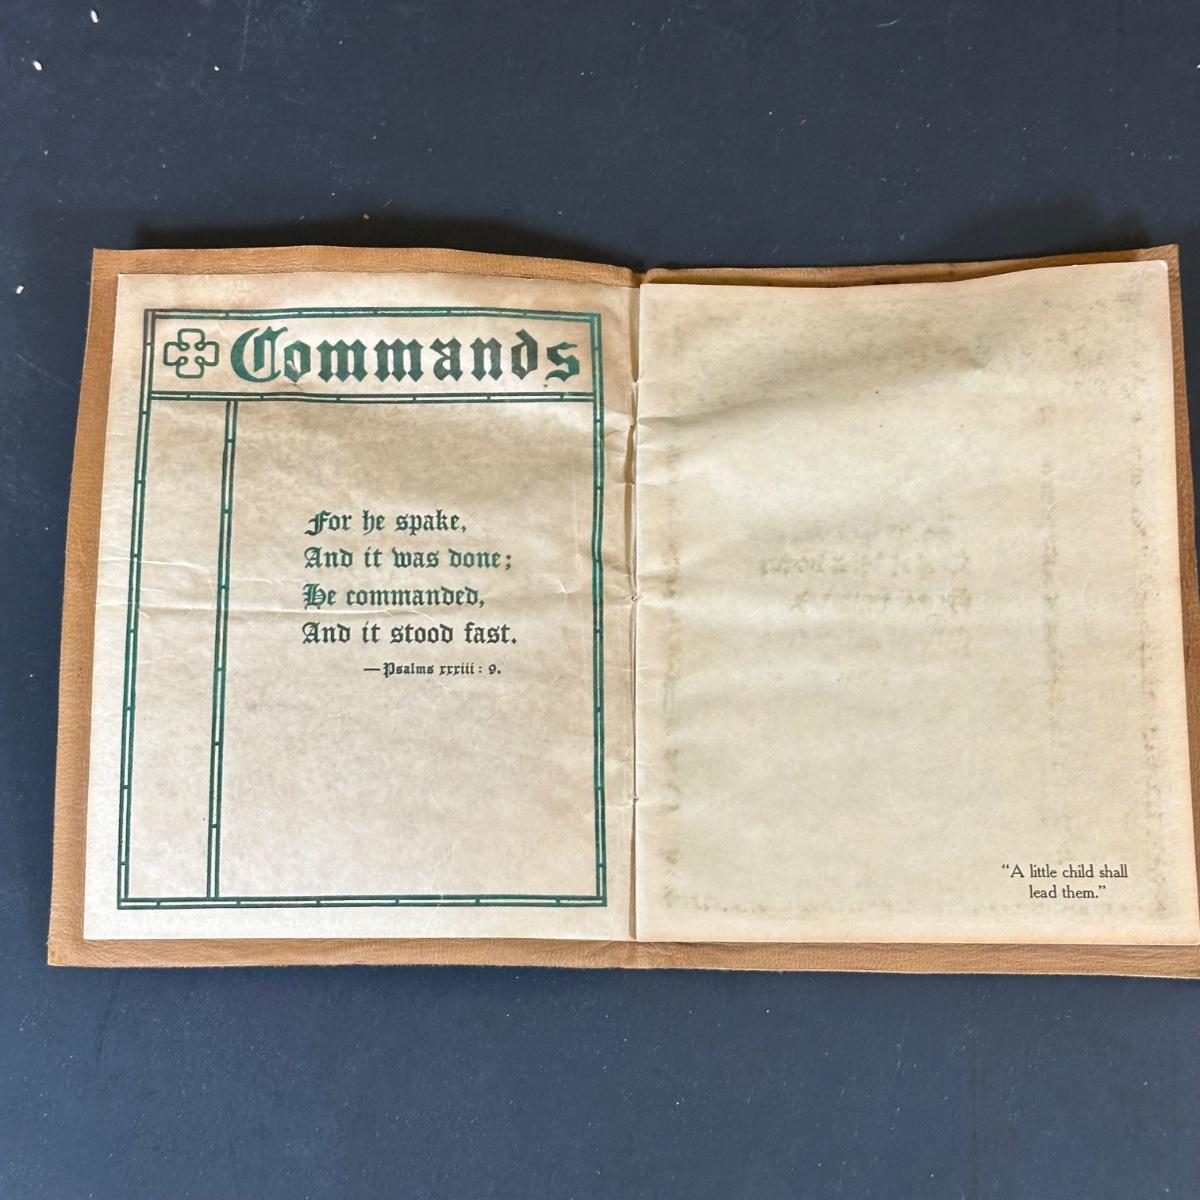 Commands
For he spake,
And it was done;
He commanded,
And it stood fast.
—Psalms xxxiii: 9.
“A little child shall
lead them.”